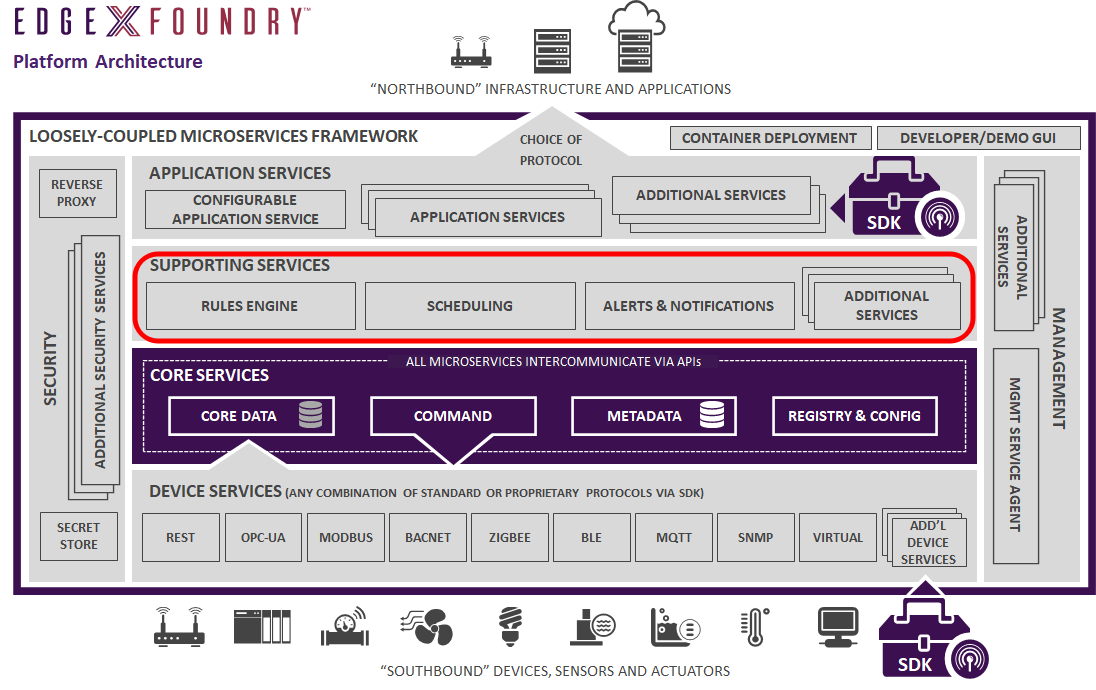 EDGE X FOUNDRY™
Platform Architecture
“NORTHBOUND” INFRASTRUCTURE AND APPLICATIONS
LOOSELY-COUPLED MICROSERVICES FRAMEWORK
CHOICE OF
PROTOCOL
CONTAINER DEPLOYMENT
DEVELOPER/DEMO GUI
REVERSE
PROXY
SECURITY
ADDITIONAL SECURITY SERVICES
SECRET
STORE
APPLICATION SERVICES
CONFIGURABLE
APPLICATION SERVICE
APPLICATION SERVICES
ADDITIONAL SERVICES
SDK
SUPPORTING SERVICES
RULES ENGINE
SCHEDULING
ALERTS & NOTIFICATIONS
ADDITIONAL
SERVICES
ALL MICROSERVICES INTERCOMMUNICATE VIA APIs
CORE SERVICES
CORE DATA
COMMAND
METADATA
REGISTRY & CONFIG
DEVICE SERVICES (ANY COMBINATION OF STANDARD OR PROPRIETARY PROTOCOLS VIA SDK)
REST
OPC-UA
MODBUS
BACNET
ZIGBEE
BLE
MQTT
SNMP
VIRTUAL
ADD’L
DEVICE
SERVICES
ADDITIONAL
SERVICES
MANAGEMENT
MGMT SERVICE AGENT
“SOUTHBOUND” DEVICES, SENSORS AND ACTUATORS
SDK